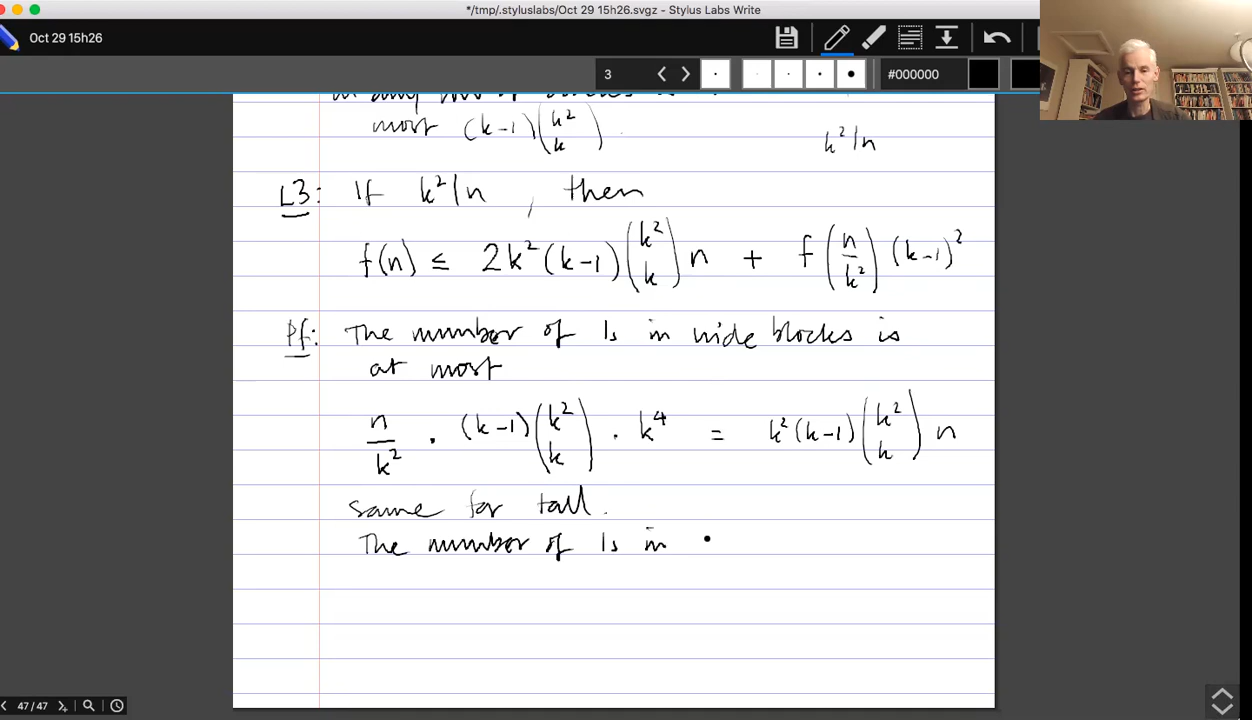 */tmp/.styluslabs/Oct 29 15h26.svgz - Stylus Labs Write
Oct 29 15h26
3
#000000
most (k-1)(k² k)
k²|n
L3: If k²|n, then
f(n) ≤ 2k²(k-1)(k² k) n + f(n/k²)(k-1)²
Pf: The number of 1s in wide blocks is
at most
n/k² · (k-1)(k² k) · k⁴ = k²(k-1)(k² k) n
same for tall.
The number of 1s in
47/47